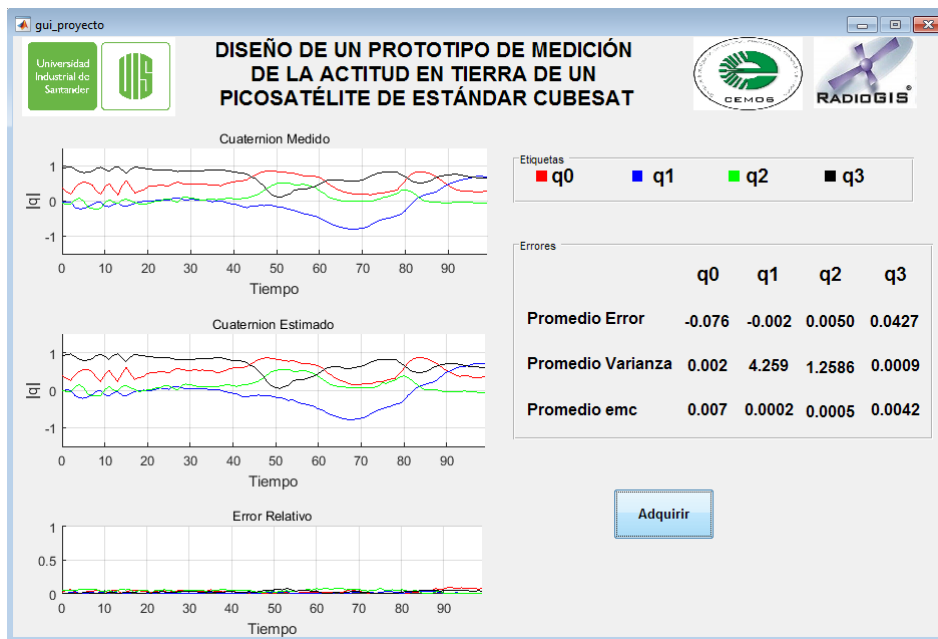 gui_proyecto
Universidad
Industrial de
Santander
UIS
DISEÑO DE UN PROTOTIPO DE MEDICIÓN
DE LA ACTITUD EN TIERRA DE UN
PICOSATÉLITE DE ESTÁNDAR CUBESAT
CEMOS
RADIOGIS
Cuaternion Medido
|q|
1
0
-1
0 10 20 30 40 50 60 70 80 90
Tiempo
Etiquetas
q0 q1 q2 q3
Errores
q0 q1 q2 q3
Promedio Error -0.076 -0.002 0.0050 0.0427
Promedio Varianza 0.002 4.259 1.2586 0.0009
Promedio emc 0.007 0.0002 0.0005 0.0042
Cuaternion Estimado
|q|
1
0
-1
0 10 20 30 40 50 60 70 80 90
Tiempo
Adquirir
Error Relativo
1
0.5
0
0 10 20 30 40 50 60 70 80 90
Tiempo